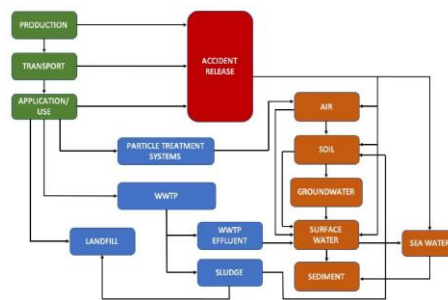 PRODUCTION
TRANSPORT
APPLICATION/
USE
ACCIDENT
RELEASE
PARTICLE TREATMENT
SYSTEMS
WWTP
WWTP
EFFLUENT
LANDFILL
SLUDGE
AIR
SOIL
GROUNDWATER
SURFACE
WATER
SEA WATER
SEDIMENT